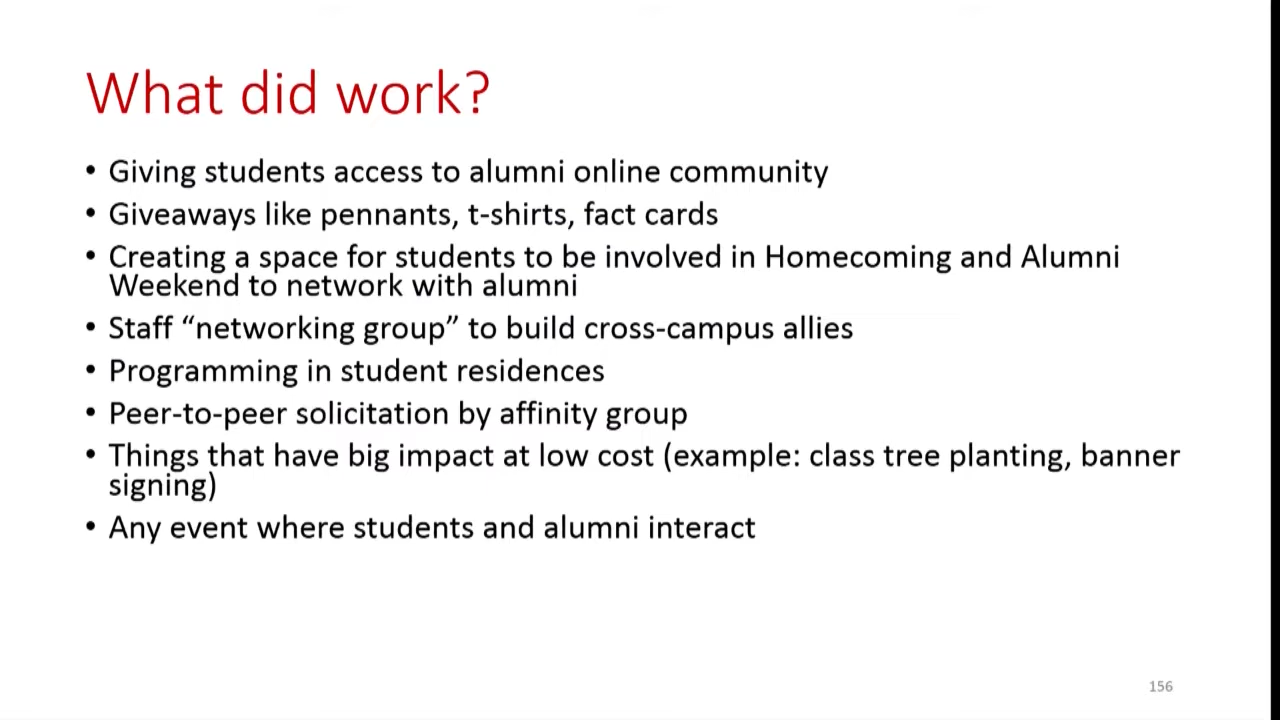 What did work?
• Giving students access to alumni online community
• Giveaways like pennants, t-shirts, fact cards
• Creating a space for students to be involved in Homecoming and Alumni
Weekend to network with alumni
• Staff “networking group” to build cross-campus allies
• Programming in student residences
• Peer-to-peer solicitation by affinity group
• Things that have big impact at low cost (example: class tree planting, banner
signing)
• Any event where students and alumni interact
156